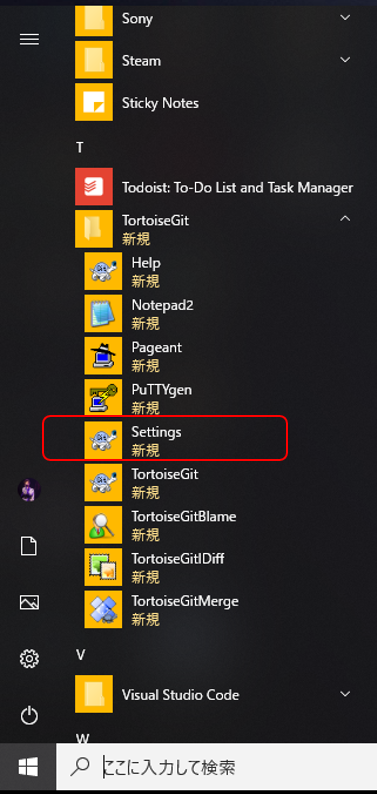 Sony
Steam
Sticky Notes
T
Todoist: To-Do List and Task Manager
TortoiseGit
新規
Help
新規
Notepad2
新規
Pageant
新規
PuTTYgen
新規
Settings
新規
TortoiseGit
新規
TortoiseGitBlame
新規
TortoiseGitIDiff
新規
TortoiseGitMerge
新規
V
Visual Studio Code
W
ここに入力して検索